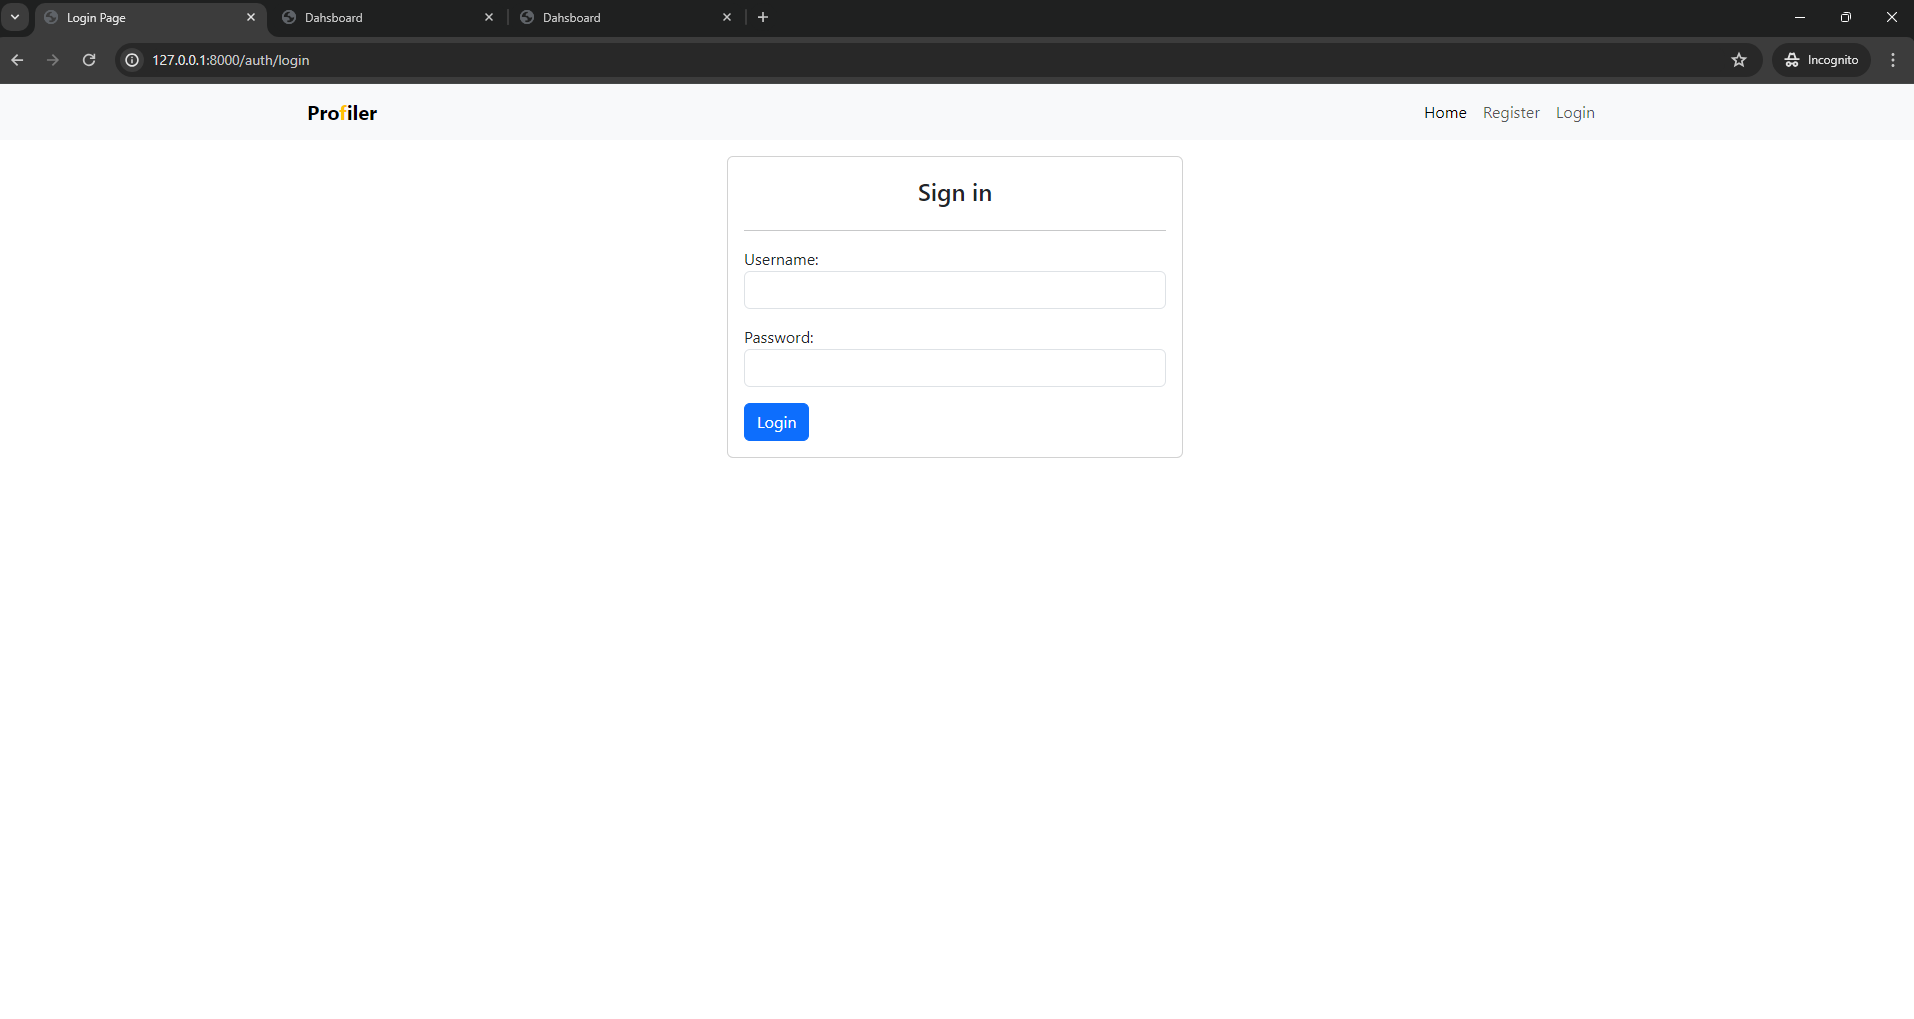 Login Page
Dahsboard
Dahsboard
127.0.0.1:8000/auth/login
Incognito
Profiler
Home
Register
Login
Sign in
Username:
Password:
Login